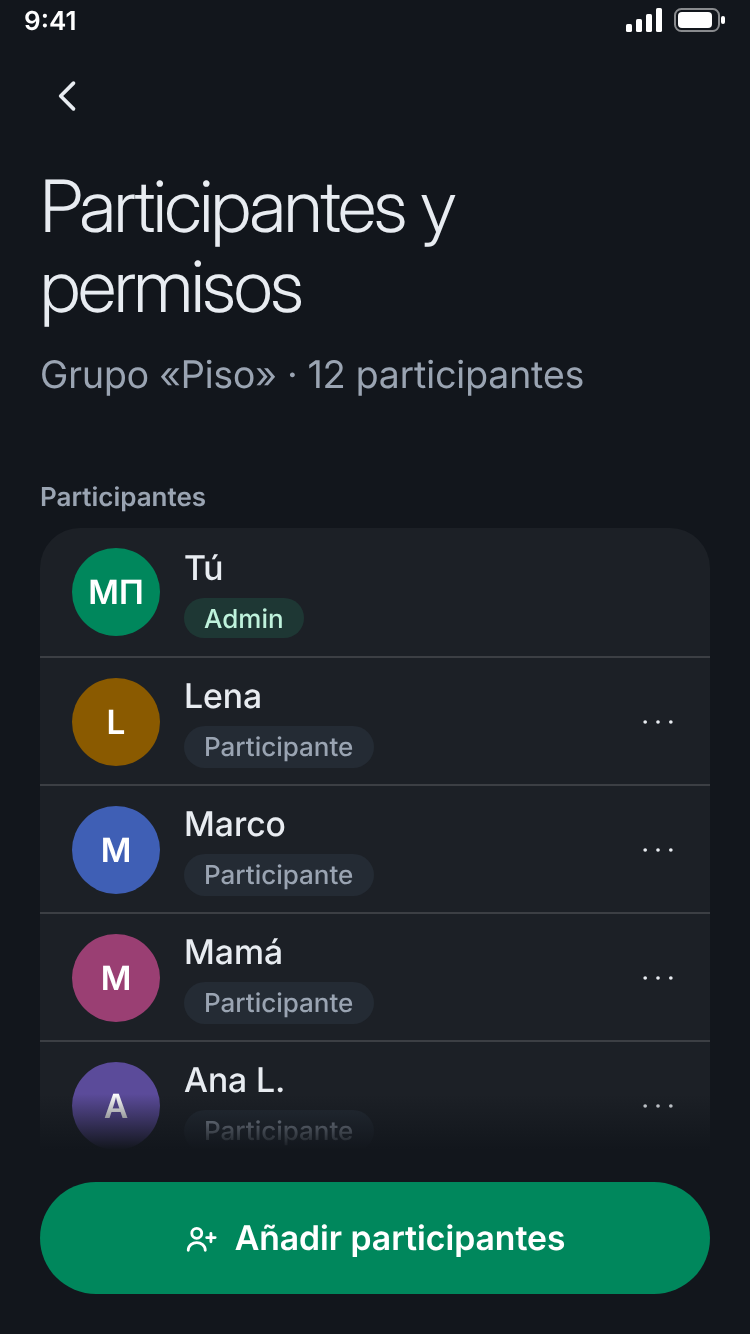 9:41
Participantes y
permisos
Grupo «Piso» · 12 participantes
Participantes
МП
Tú
Admin
L
Lena
Participante
...
M
Marco
Participante
...
M
Mamá
Participante
...
A
Ana L.
Participante
...
Añadir participantes